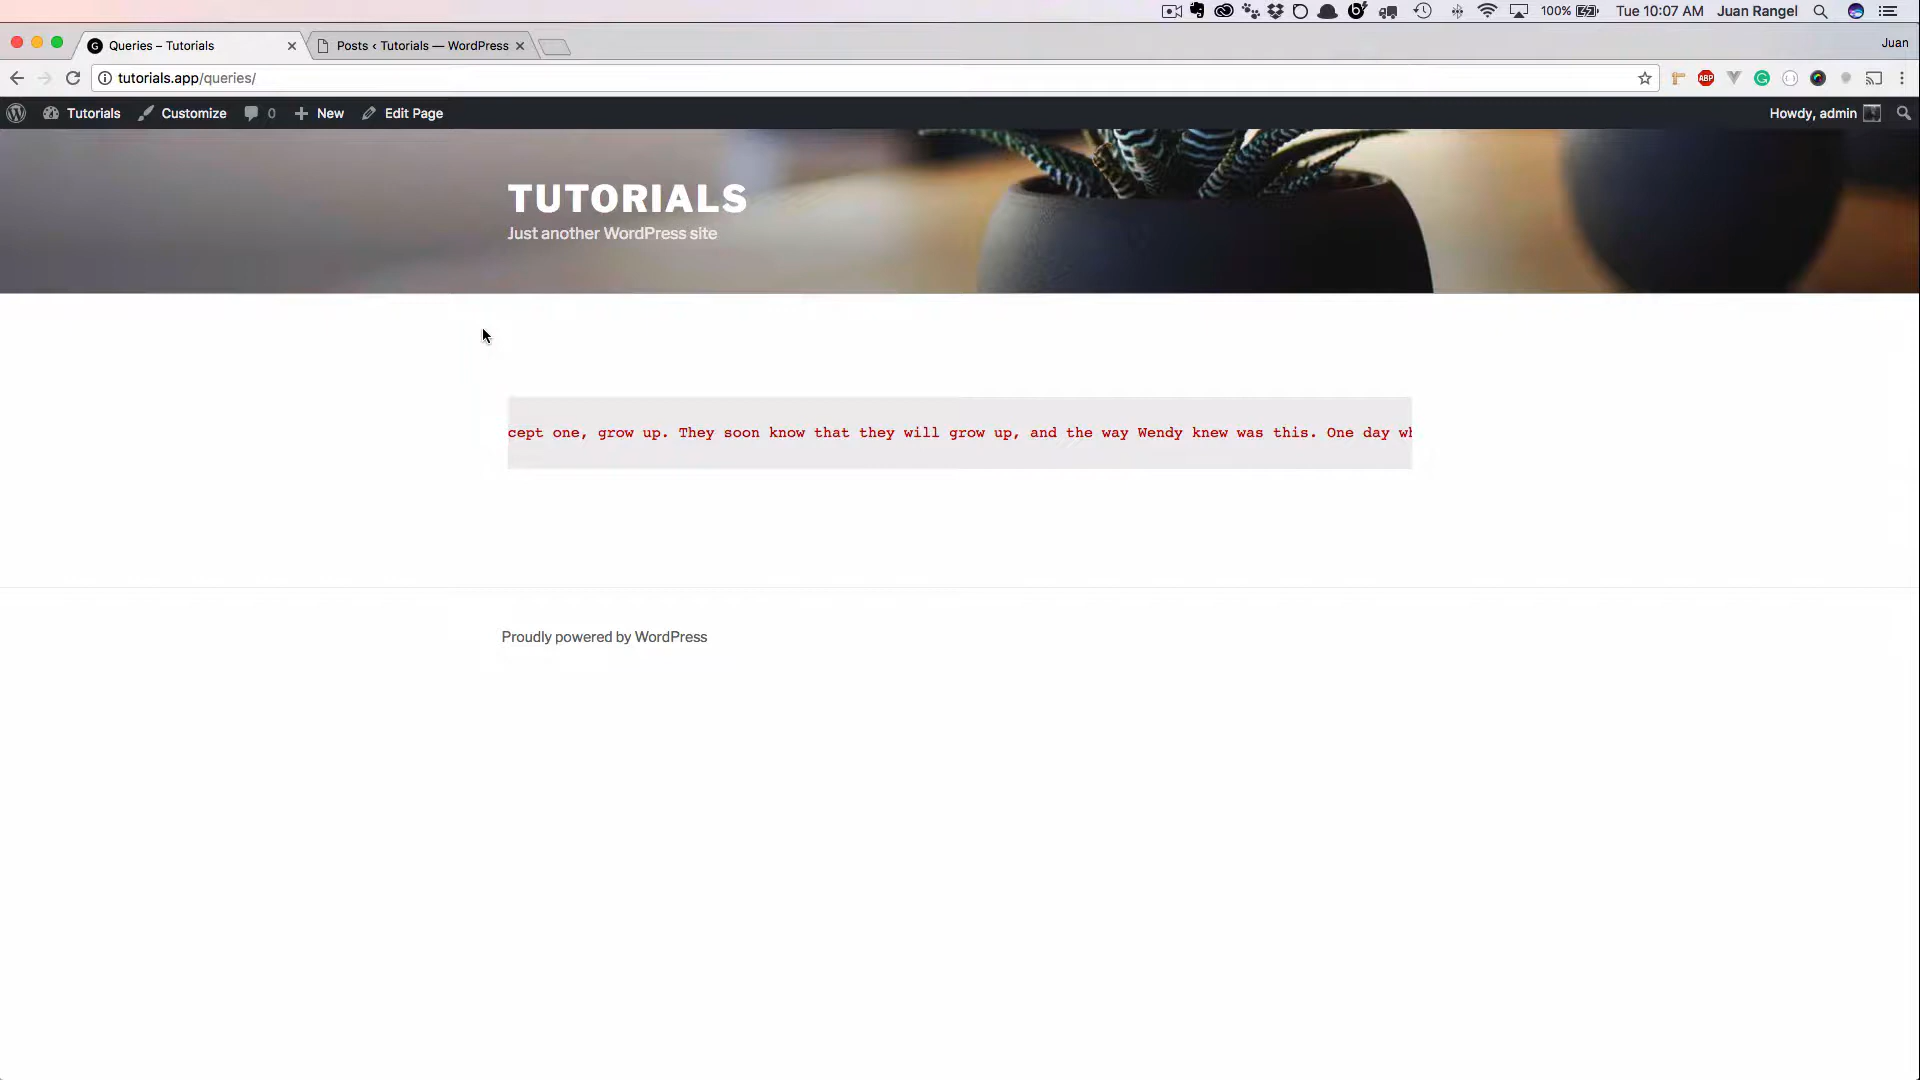 100% Tue 10:07 AM Juan Rangel
Queries – Tutorials
Posts ‹ Tutorials — WordPress
Juan
tutorials.app/queries/
ABP
Tutorials Customize 0 New Edit Page
Howdy, admin
TUTORIALS
Just another WordPress site
cept one, grow up. They soon know that they will grow up, and the way Wendy knew was this. One day wh
Proudly powered by WordPress